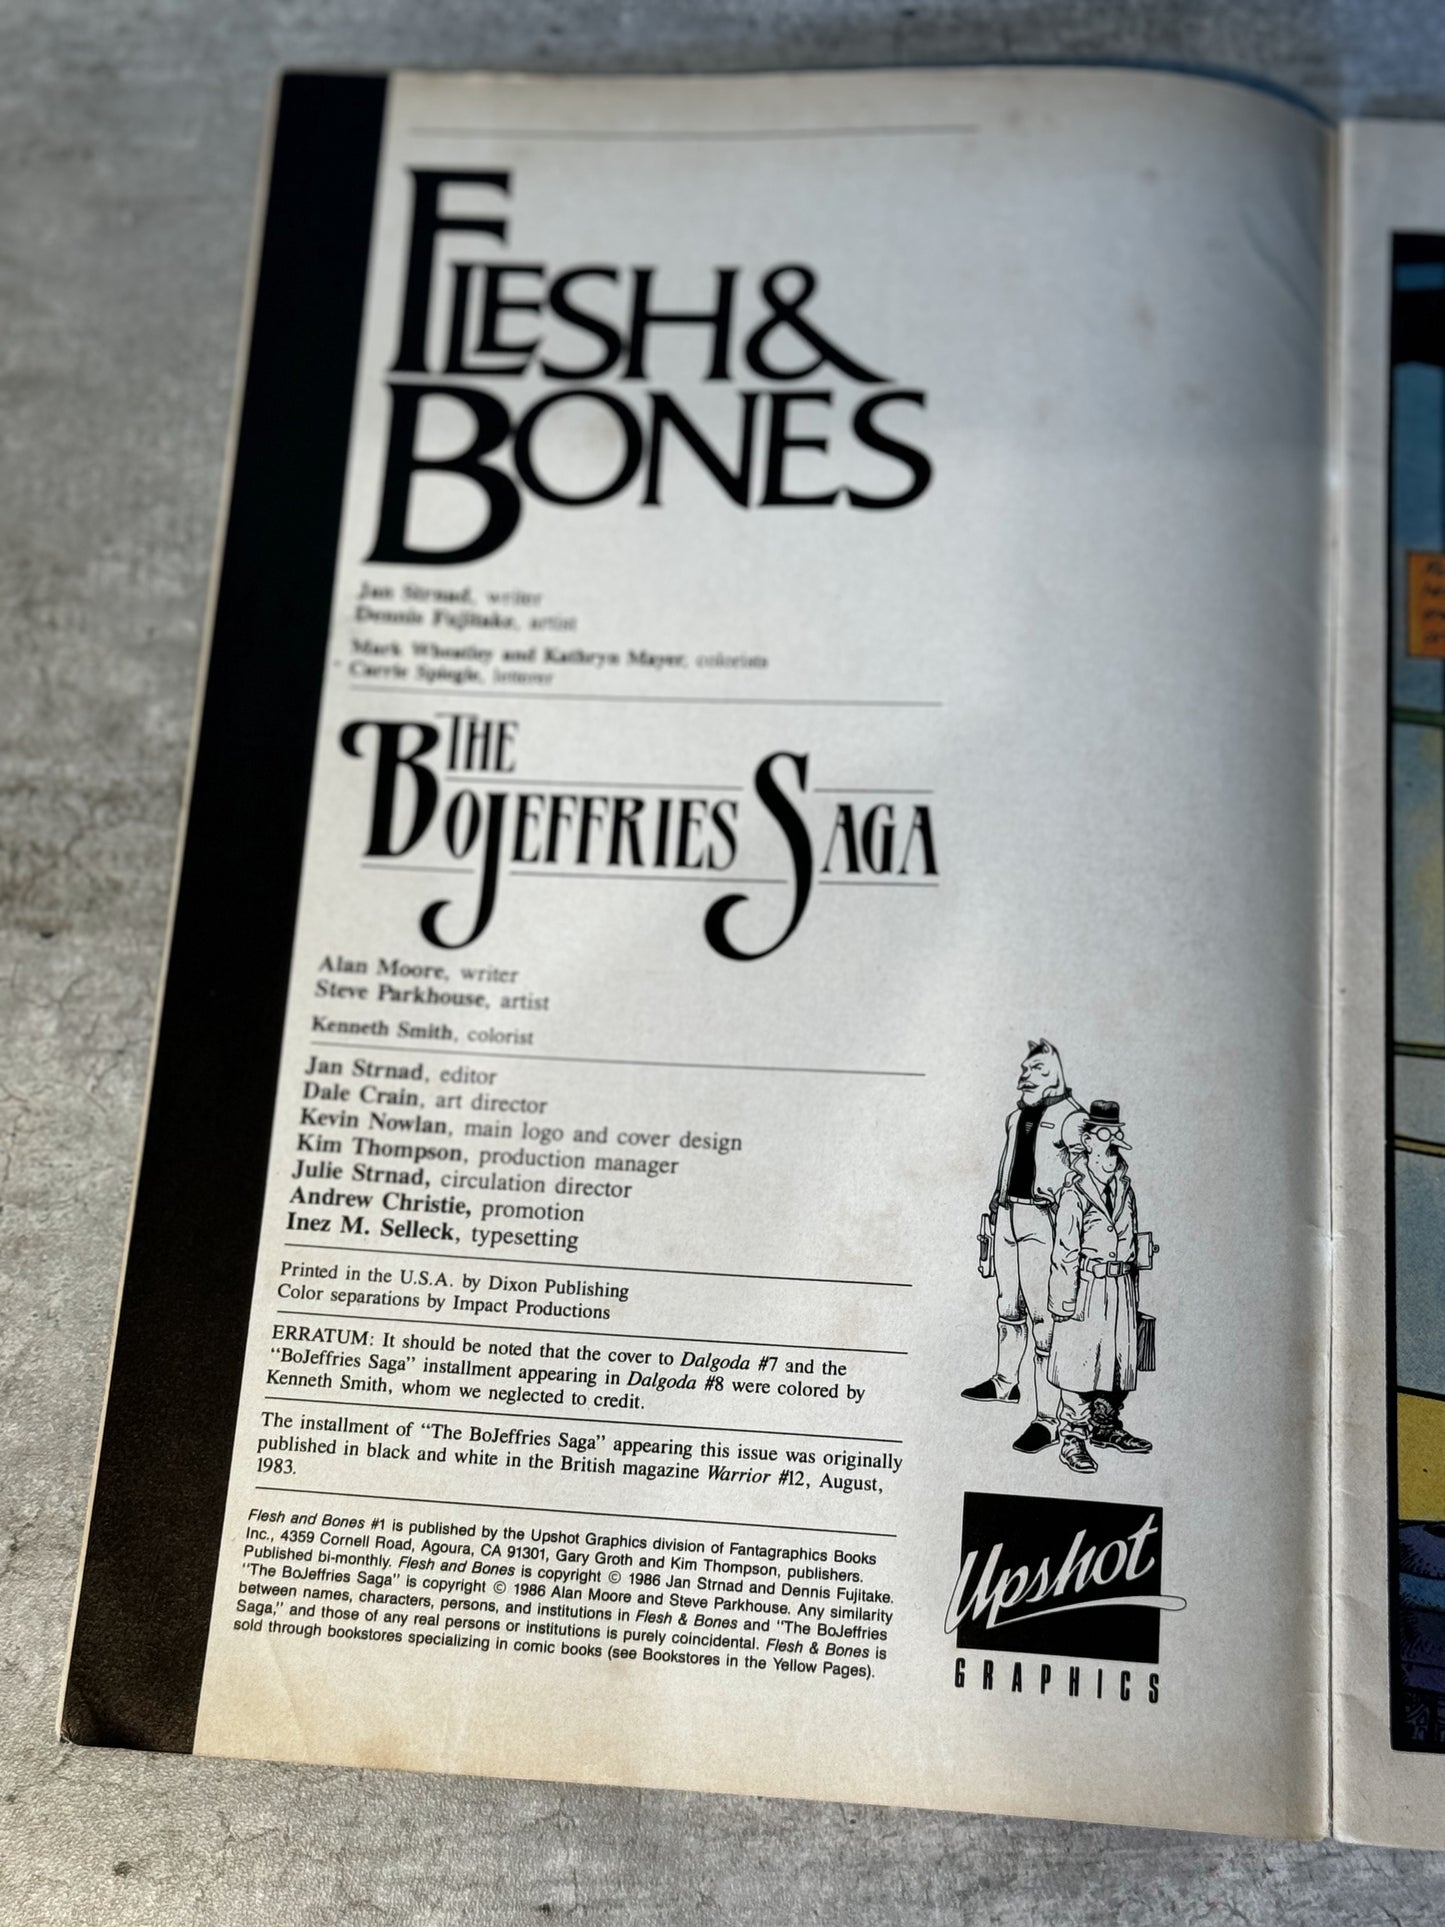 FLESH &
BONES
Jan Strnad, writer
Dennis Fujitake, artist
Mark Wheatley and Kathryn Mayer, colorists
Carrie Spiegle, letterer
THE
BOJEFFRIES SAGA
Alan Moore, writer
Steve Parkhouse, artist
Kenneth Smith, colorist
Jan Strnad, editor
Dale Crain, art director
Kevin Nowlan, main logo and cover design
Kim Thompson, production manager
Julie Strnad, circulation director
Andrew Christie, promotion
Inez M. Selleck, typesetting
Printed in the U.S.A. by Dixon Publishing
Color separations by Impact Productions
ERRATUM: It should be noted that the cover to Dalgoda #7 and the
“BoJeffries Saga” installment appearing in Dalgoda #8 were colored by
Kenneth Smith, whom we neglected to credit.
The installment of “The BoJeffries Saga” appearing this issue was originally
published in black and white in the British magazine Warrior #12, August,
1983.
Flesh and Bones #1 is published by the Upshot Graphics division of Fantagraphics Books
Inc., 4359 Cornell Road, Agoura, CA 91301, Gary Groth and Kim Thompson, publishers.
Published bi-monthly. Flesh and Bones is copyright © 1986 Jan Strnad and Dennis Fujitake.
“The BoJeffries Saga” is copyright © 1986 Alan Moore and Steve Parkhouse. Any similarity
between names, characters, persons, and institutions in Flesh & Bones and “The BoJeffries
Saga,” and those of any real persons or institutions is purely coincidental. Flesh & Bones is
sold through bookstores specializing in comic books (see Bookstores in the Yellow Pages).
Upshot
GRAPHICS